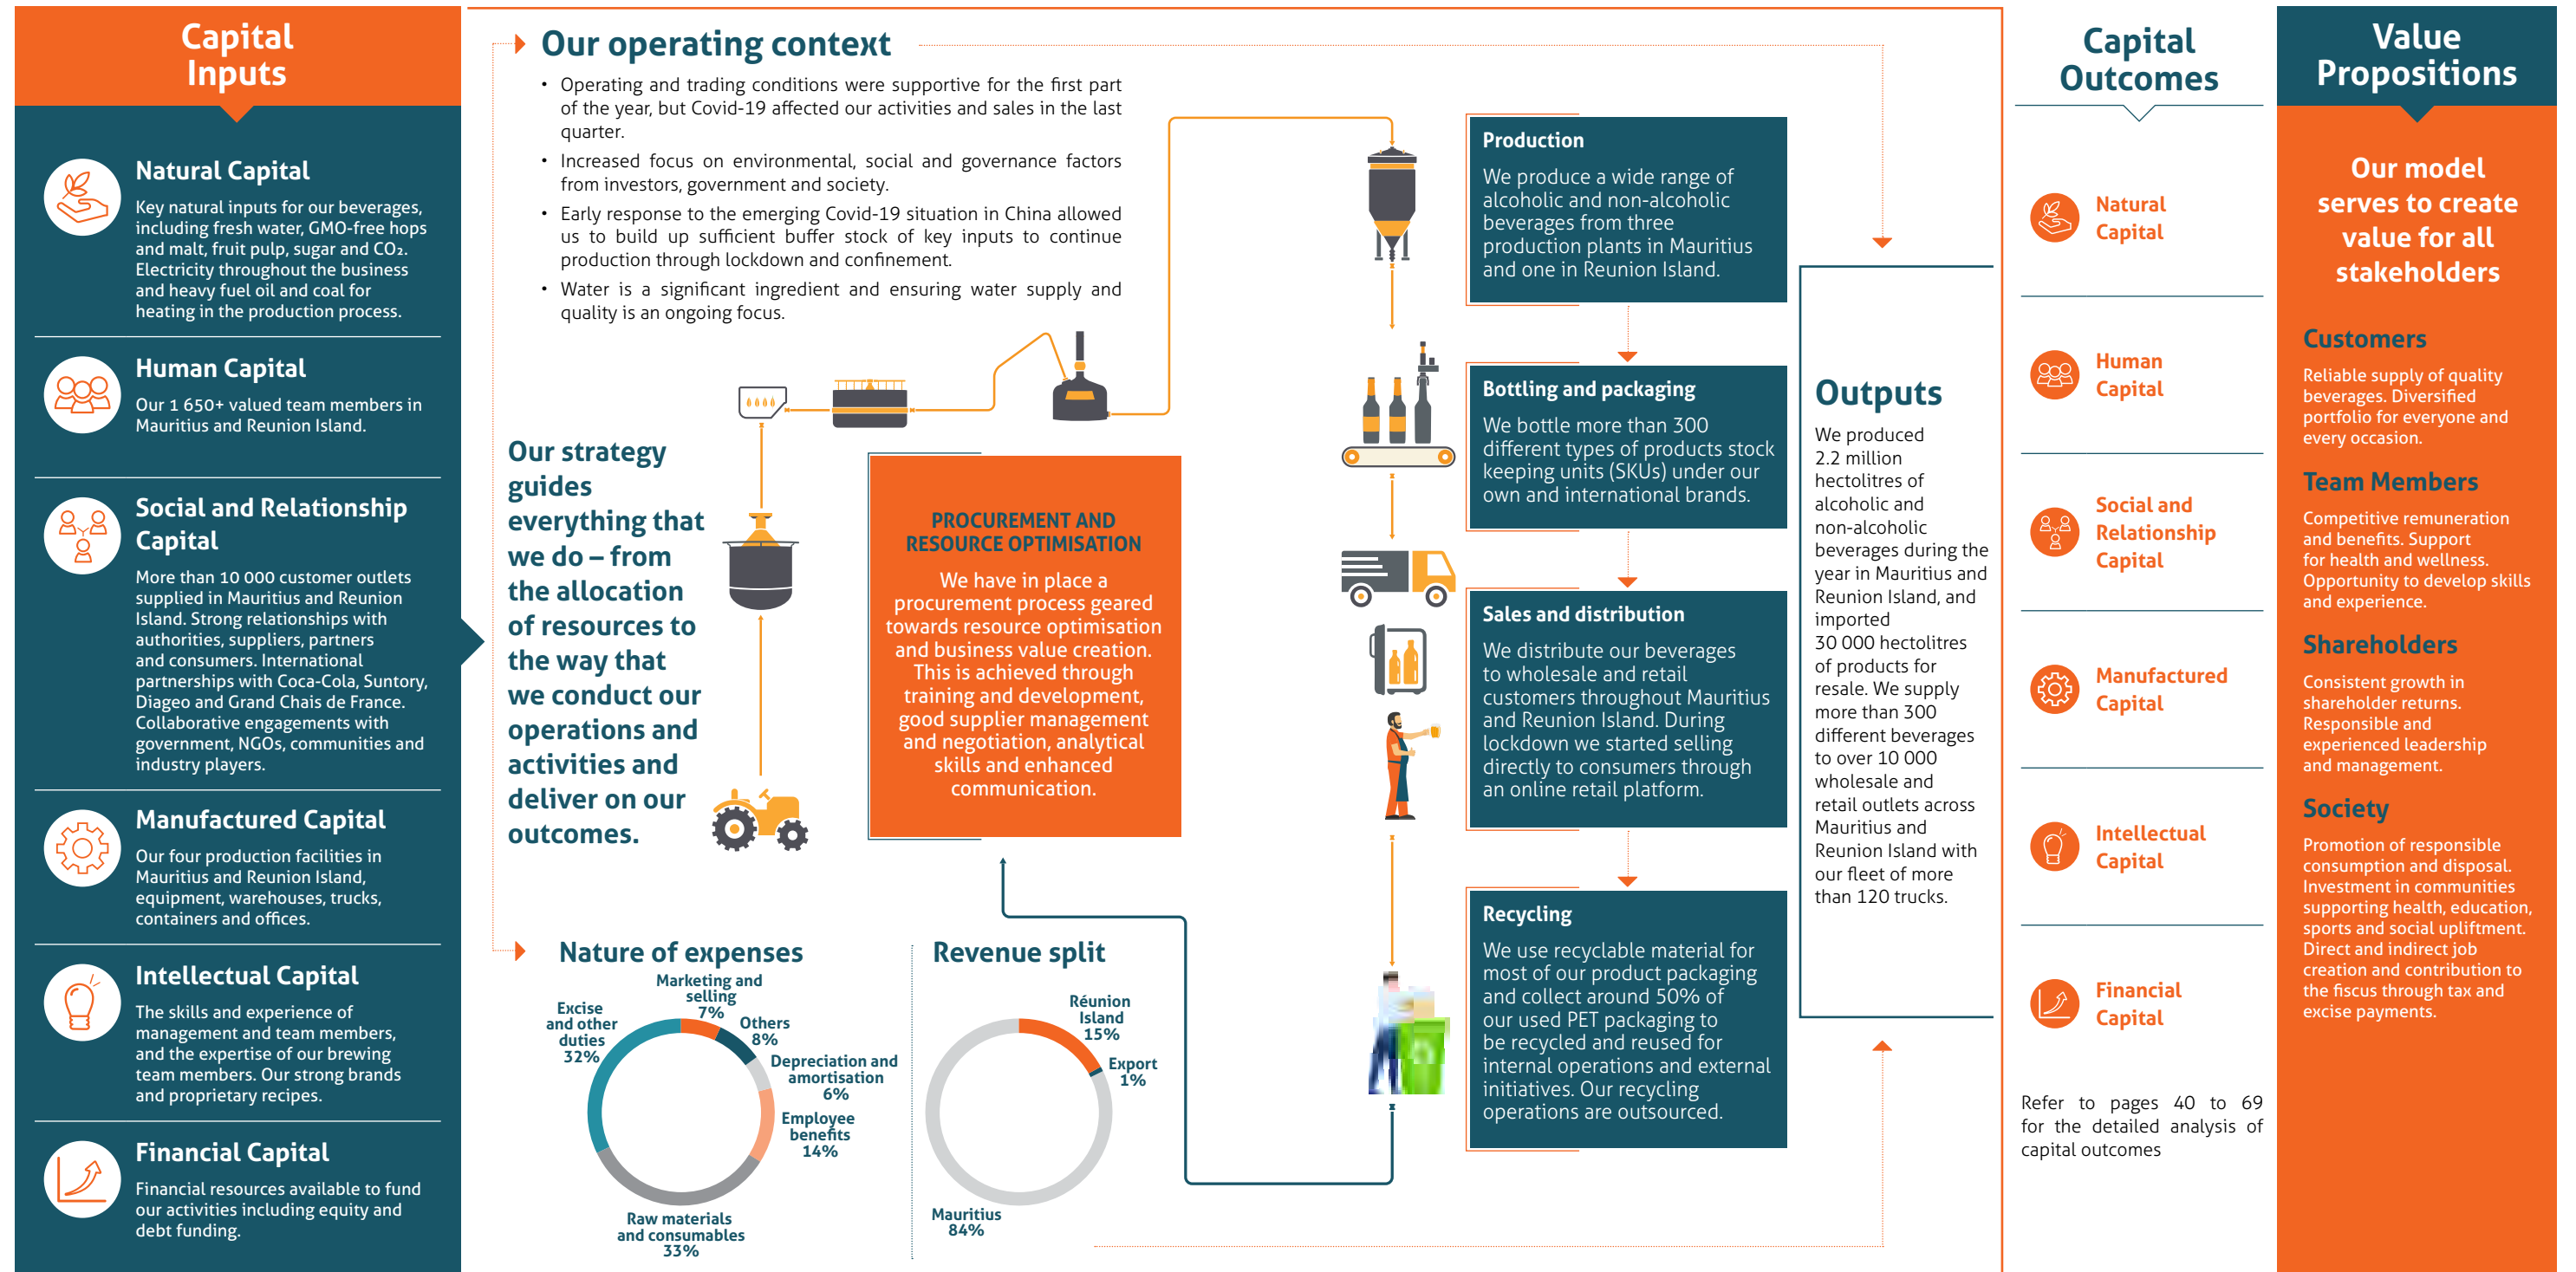 Capital
Inputs
Natural Capital
Key natural inputs for our beverages,
including fresh water, GMO-free hops
and malt, fruit pulp, sugar and CO₂.
Electricity throughout the business
and heavy fuel oil and coal for
heating in the production process.
Human Capital
Our 1 650+ valued team members in
Mauritius and Reunion Island.
Social and Relationship
Capital
More than 10 000 customer outlets
supplied in Mauritius and Reunion
Island. Strong relationships with
authorities, suppliers, partners
and consumers. International
partnerships with Coca-Cola, Suntory,
Diageo and Grand Chais de France.
Collaborative engagements with
government, NGOs, communities and
industry players.
Manufactured Capital
Our four production facilities in
Mauritius and Reunion Island,
equipment, warehouses, trucks,
containers and offices.
Intellectual Capital
The skills and experience of
management and team members,
and the expertise of our brewing
team members. Our strong brands
and proprietary recipes.
Financial Capital
Financial resources available to fund
our activities including equity and
debt funding.
Our operating context
• Operating and trading conditions were supportive for the first part
of the year, but Covid-19 affected our activities and sales in the last
quarter.
• Increased focus on environmental, social and governance factors
from investors, government and society.
• Early response to the emerging Covid-19 situation in China allowed
us to build up sufficient buffer stock of key inputs to continue
production through lockdown and confinement.
• Water is a significant ingredient and ensuring water supply and
quality is an ongoing focus.
Our strategy
guides
everything that
we do – from
the allocation
of resources to
the way that
we conduct our
operations and
activities and
deliver on our
outcomes.
PROCUREMENT AND
RESOURCE OPTIMISATION
We have in place a
procurement process geared
towards resource optimisation
and business value creation.
This is achieved through
training and development,
good supplier management
and negotiation, analytical
skills and enhanced
communication.
Nature of expenses
Marketing and
selling
7%
Others
8%
Depreciation and
amortisation
6%
Employee
benefits
14%
Raw materials
and consumables
33%
Excise
and other
duties
32%
Revenue split
Réunion
Island
15%
Export
1%
Mauritius
84%
Production
We produce a wide range of
alcoholic and non-alcoholic
beverages from three
production plants in Mauritius
and one in Reunion Island.
Bottling and packaging
We bottle more than 300
different types of products stock
keeping units (SKUs) under our
own and international brands.
Sales and distribution
We distribute our beverages
to wholesale and retail
customers throughout Mauritius
and Reunion Island. During
lockdown we started selling
directly to consumers through
an online retail platform.
Recycling
We use recyclable material for
most of our product packaging
and collect around 50% of
our used PET packaging to
be recycled and reused for
internal operations and external
initiatives. Our recycling
operations are outsourced.
Outputs
We produced
2.2 million
hectolitres of
alcoholic and
non-alcoholic
beverages during the
year in Mauritius and
Reunion Island, and
imported
30 000 hectolitres
of products for
resale. We supply
more than 300
different beverages
to over 10 000
wholesale and
retail outlets across
Mauritius and
Reunion Island with
our fleet of more
than 120 trucks.
Capital
Outcomes
Natural
Capital
Human
Capital
Social and
Relationship
Capital
Manufactured
Capital
Intellectual
Capital
Financial
Capital
Refer to pages 40 to 69
for the detailed analysis of
capital outcomes
Value
Propositions
Our model
serves to create
value for all
stakeholders
Customers
Reliable supply of quality
beverages. Diversified
portfolio for everyone and
every occasion.
Team Members
Competitive remuneration
and benefits. Support
for health and wellness.
Opportunity to develop skills
and experience.
Shareholders
Consistent growth in
shareholder returns.
Responsible and
experienced leadership
and management.
Society
Promotion of responsible
consumption and disposal.
Investment in communities
supporting health, education,
sports and social upliftment.
Direct and indirect job
creation and contribution to
the fiscus through tax and
excise payments.